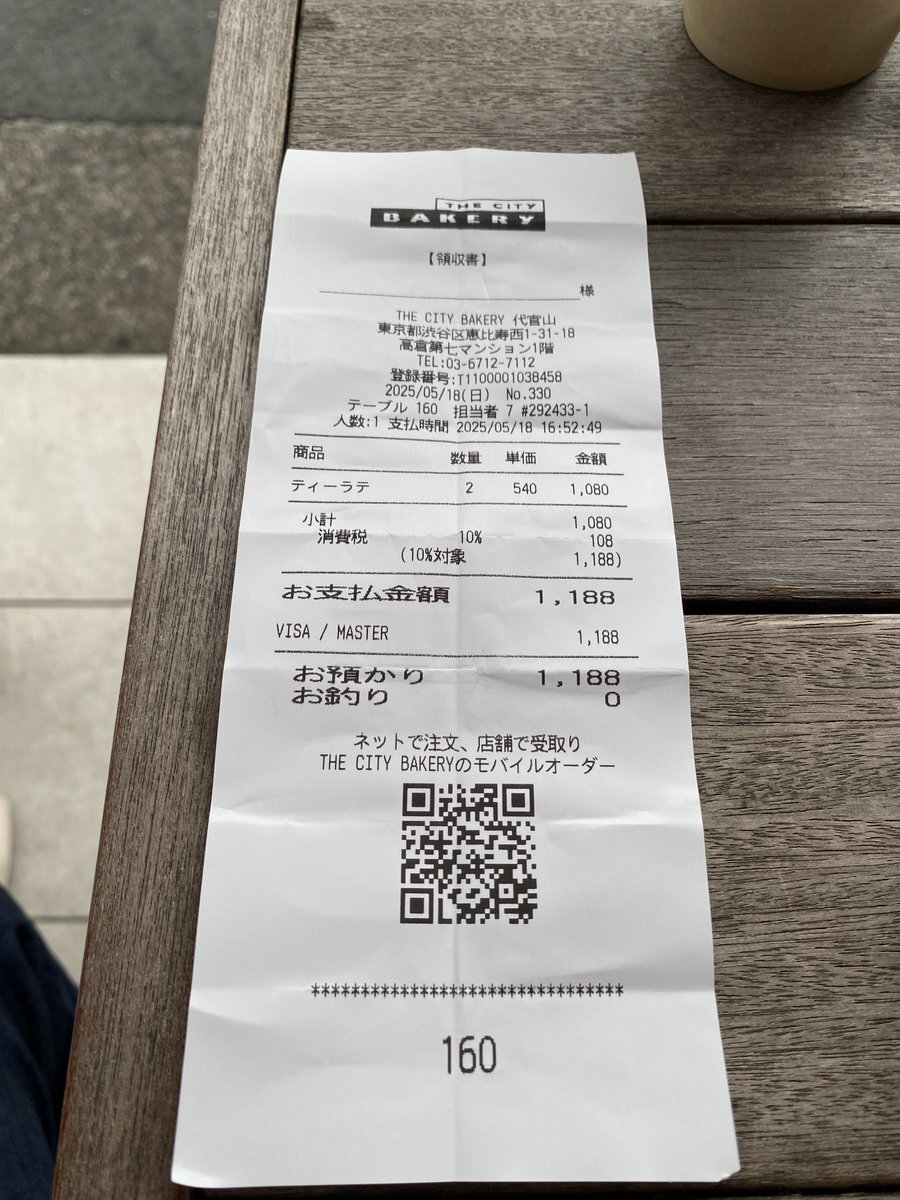 THE CITY
BAKERY
【領収書】
様
THE CITY BAKERY 代官山
東京都渋谷区恵比寿西1-31-18
高倉第七マンション1階
TEL:03-6712-7112
登録番号:T1100001038458
2025/05/18(日) No.330
テーブル 160 担当者 7 #292433-1
人数:1 支払時間 2025/05/18 16:52:49
商品 数量 単価 金額
ティーラテ 2 540 1,080
小計 1,080
消費税 10% 108
(10%対象 1,188)
お支払金額 1,188
VISA / MASTER 1,188
お預かり 1,188
お釣り 0
ネットで注文、店舗で受取り
THE CITY BAKERYのモバイルオーダー
********************************
160